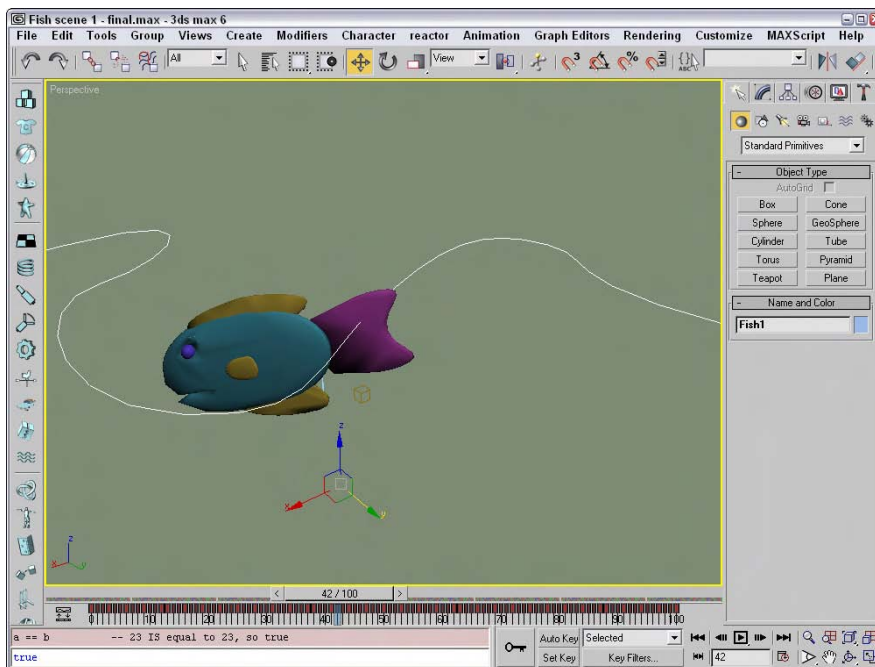 Fish scene 1 - final.max - 3ds max 6
File Edit Tools Group Views Create Modifiers Character reactor Animation Graph Editors Rendering Customize MAXScript Help
All View
Perspective
Standard Primitives
- Object Type
AutoGrid
Box Cone
Sphere GeoSphere
Cylinder Tube
Torus Pyramid
Teapot Plane
- Name and Color
Fish1
z
x y
z
x y
< 42 / 100 >
0 10 20 30 40 50 60 70 80 90 100
a == b -- 23 IS equal to 23, so true
true
Auto Key Selected
Set Key Key Filters...
42